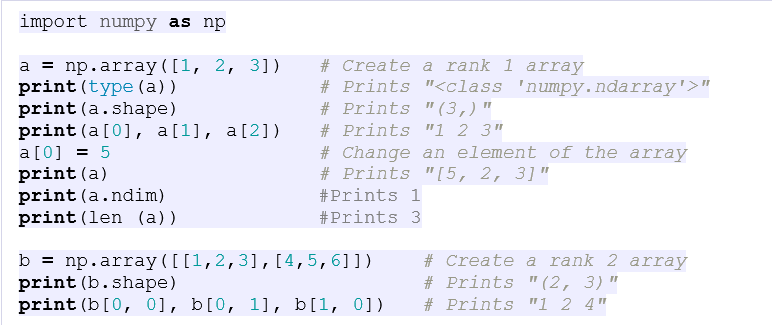 import numpy as np
a = np.array([1, 2, 3])   # Create a rank 1 array
print(type(a))            # Prints "<class 'numpy.ndarray'>"
print(a.shape)            # Prints "(3,)"
print(a[0], a[1], a[2])   # Prints "1 2 3"
a[0] = 5                  # Change an element of the array
print(a)                  # Prints "[5, 2, 3]"
print(a.ndim)             #Prints 1
print(len (a))            #Prints 3
b = np.array([[1,2,3],[4,5,6]])    # Create a rank 2 array
print(b.shape)                     # Prints "(2, 3)"
print(b[0, 0], b[0, 1], b[1, 0])   # Prints "1 2 4"